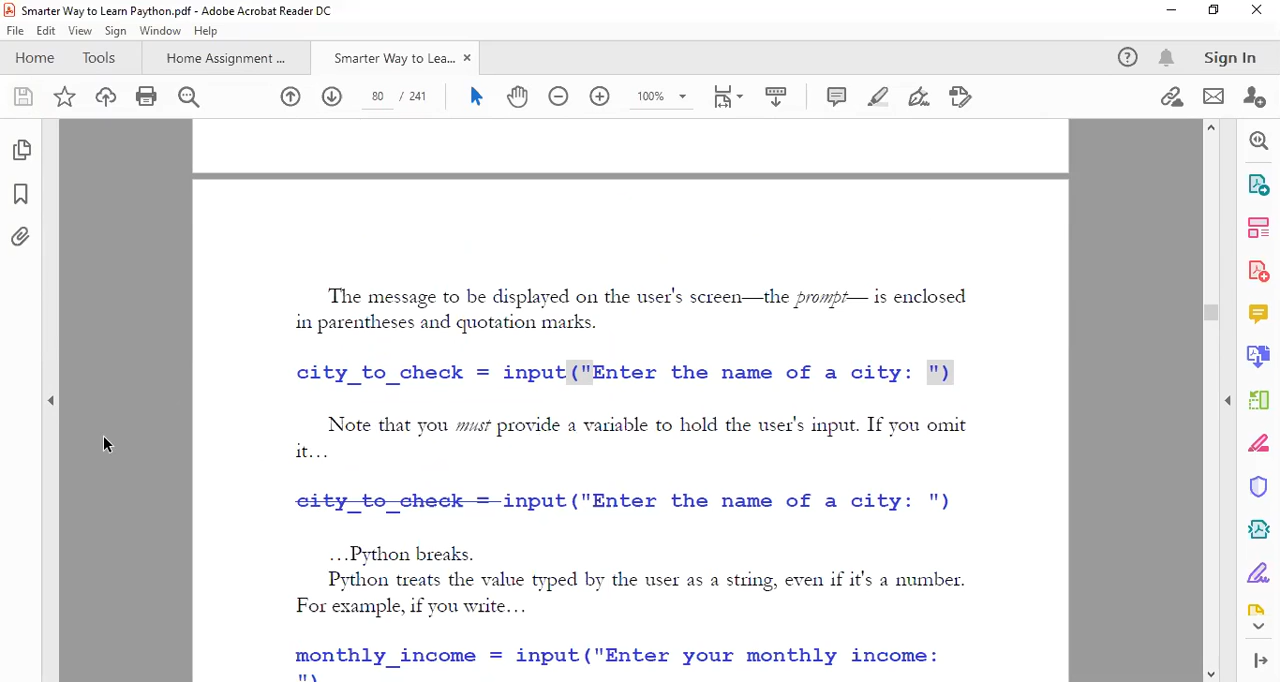 Smarter Way to Learn Paython.pdf - Adobe Acrobat Reader DC
File Edit View Sign Window Help
Home Tools Home Assignment ... Smarter Way to Lea... × Sign In
80 / 241 100%
The message to be displayed on the user's screen—the prompt— is enclosed
in parentheses and quotation marks.
city_to_check = input("Enter the name of a city: ")
Note that you must provide a variable to hold the user's input. If you omit
it…
city_to_check = input("Enter the name of a city: ")
…Python breaks.
Python treats the value typed by the user as a string, even if it's a number.
For example, if you write…
monthly_income = input("Enter your monthly income:
")